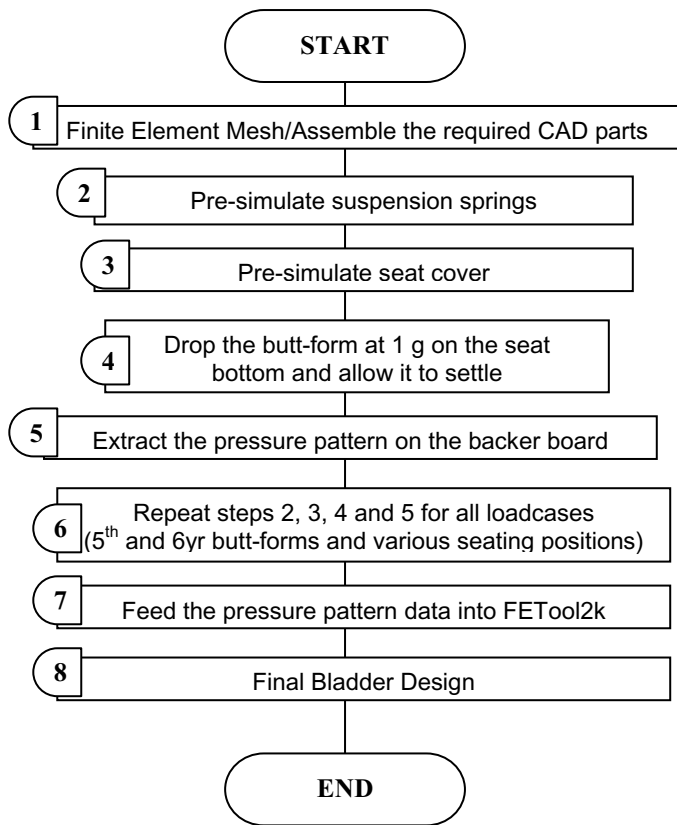 START
1
Finite Element Mesh/Assemble the required CAD parts
2
Pre-simulate suspension springs
3
Pre-simulate seat cover
4
Drop the butt-form at 1 g on the seat
bottom and allow it to settle
5
Extract the pressure pattern on the backer board
6
Repeat steps 2, 3, 4 and 5 for all loadcases
(5th and 6yr butt-forms and various seating positions)
7
Feed the pressure pattern data into FETool2k
8
Final Bladder Design
END